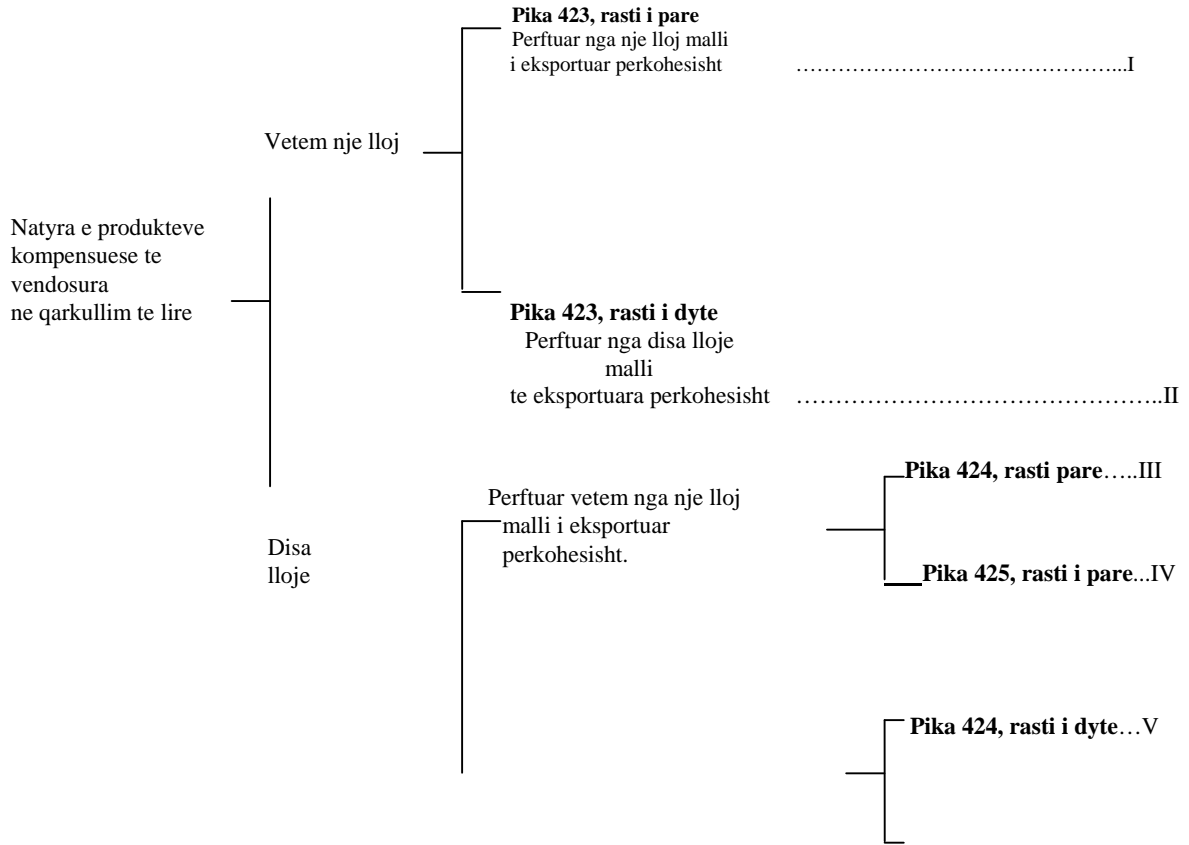 Pika 423, rasti i pare
Perftuar nga nje lloj malli
i eksportuar perkohesisht ………………………………………...I
Vetem nje lloj
Natyra e produkteve
kompensuese te
vendosura
ne qarkullim te lire
Pika 423, rasti i dyte
Perftuar nga disa lloje
malli
te eksportuara perkohesisht ………………………………………..II
Pika 424, rasti pare…..III
Perftuar vetem nga nje lloj
malli i eksportuar
perkohesisht.
Disa
lloje
Pika 425, rasti i pare...IV
Pika 424, rasti i dyte…V